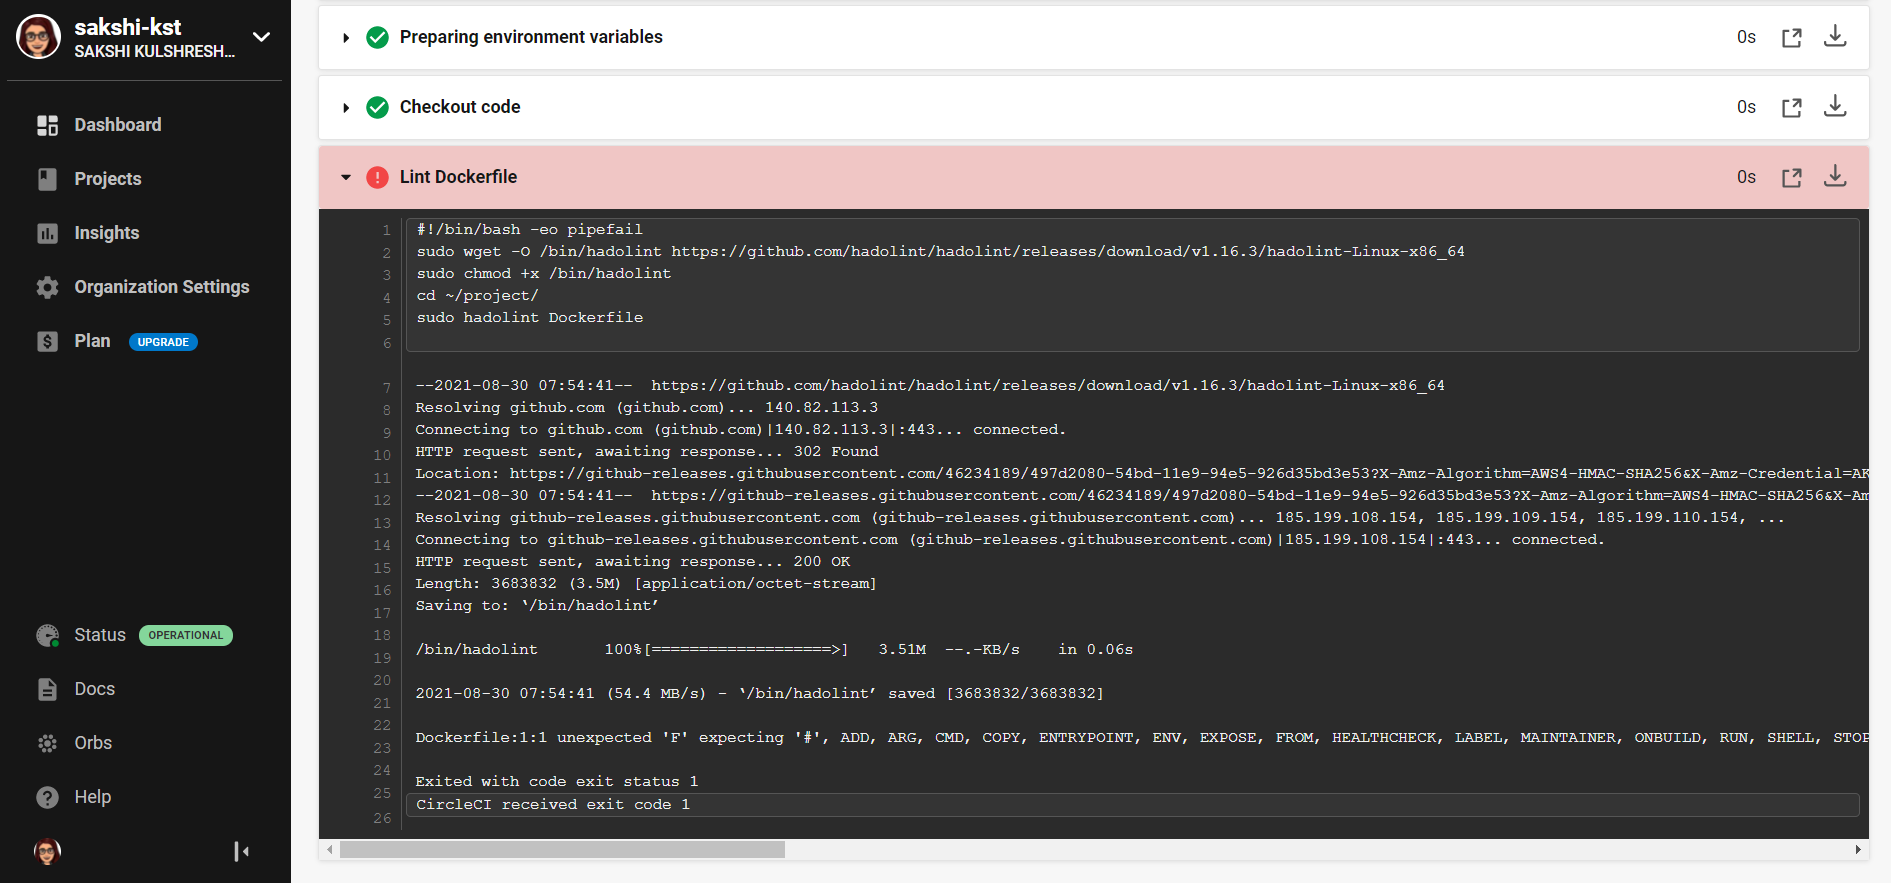 sakshi-kst
SAKSHI KULSHRESH...
Dashboard
Projects
Insights
Organization Settings
Plan UPGRADE
Status OPERATIONAL
Docs
Orbs
Help
Preparing environment variables 0s
Checkout code 0s
Lint Dockerfile 0s
1 #!/bin/bash -eo pipefail
2 sudo wget -O /bin/hadolint https://github.com/hadolint/hadolint/releases/download/v1.16.3/hadolint-Linux-x86_64
3 sudo chmod +x /bin/hadolint
4 cd ~/project/
5 sudo hadolint Dockerfile
6
7 --2021-08-30 07:54:41--  https://github.com/hadolint/hadolint/releases/download/v1.16.3/hadolint-Linux-x86_64
8 Resolving github.com (github.com)... 140.82.113.3
9 Connecting to github.com (github.com)|140.82.113.3|:443... connected.
10 HTTP request sent, awaiting response... 302 Found
11 Location: https://github-releases.githubusercontent.com/46234189/497d2080-54bd-11e9-94e5-926d35bd3e53?X-Amz-Algorithm=AWS4-HMAC-SHA256&X-Amz-Credential=AK
12 --2021-08-30 07:54:41--  https://github-releases.githubusercontent.com/46234189/497d2080-54bd-11e9-94e5-926d35bd3e53?X-Amz-Algorithm=AWS4-HMAC-SHA256&X-Am
13 Resolving github-releases.githubusercontent.com (github-releases.githubusercontent.com)... 185.199.108.154, 185.199.109.154, 185.199.110.154, ...
14 Connecting to github-releases.githubusercontent.com (github-releases.githubusercontent.com)|185.199.108.154|:443... connected.
15 HTTP request sent, awaiting response... 200 OK
16 Length: 3683832 (3.5M) [application/octet-stream]
17 Saving to: ‘/bin/hadolint’
18
19 /bin/hadolint       100%[===================>]   3.51M  --.-KB/s    in 0.06s
20
21 2021-08-30 07:54:41 (54.4 MB/s) - ‘/bin/hadolint’ saved [3683832/3683832]
22
23 Dockerfile:1:1 unexpected 'F' expecting '#', ADD, ARG, CMD, COPY, ENTRYPOINT, ENV, EXPOSE, FROM, HEALTHCHECK, LABEL, MAINTAINER, ONBUILD, RUN, SHELL, STOP
24
25 Exited with code exit status 1
26 CircleCI received exit code 1